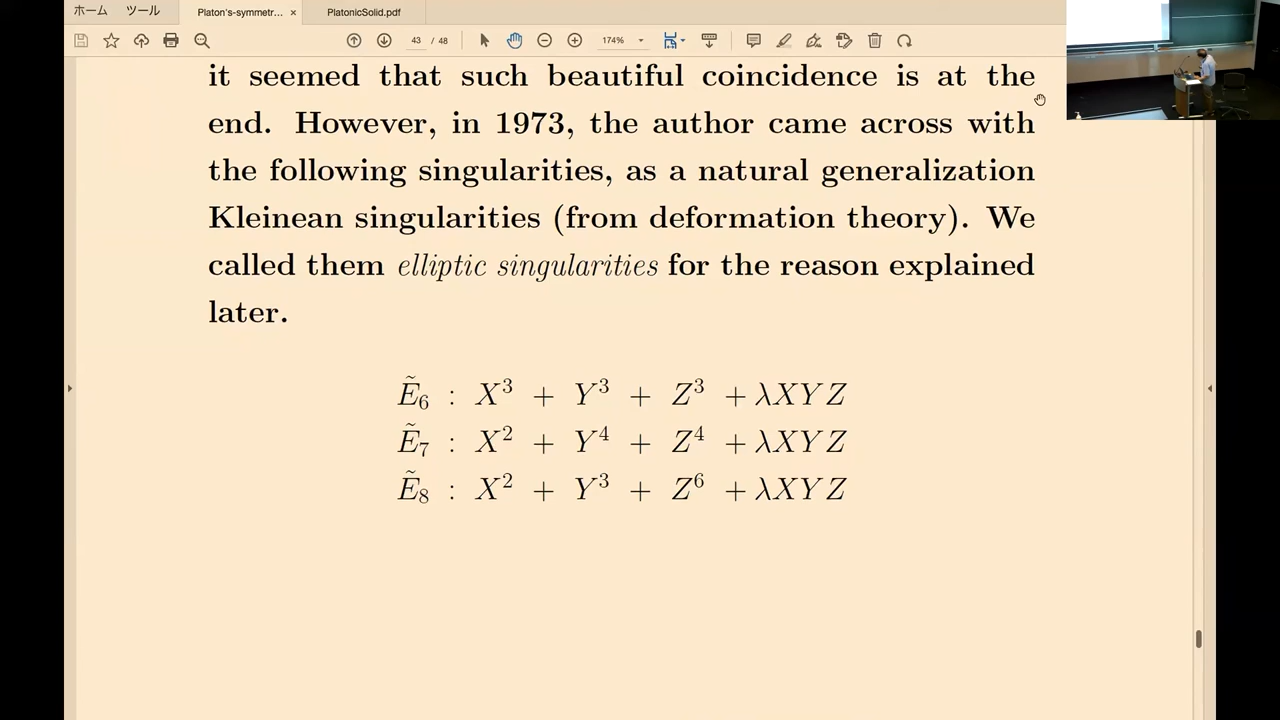 ホーム ツール Platon's-symmetr... × PlatonicSolid.pdf
43 / 48 174%
it seemed that such beautiful coincidence is at the
end. However, in 1973, the author came across with
the following singularities, as a natural generalization
Kleinean singularities (from deformation theory). We
called them elliptic singularities for the reason explained
later.
Ẽ₆ : X³ + Y³ + Z³ + λXYZ
Ẽ₇ : X² + Y⁴ + Z⁴ + λXYZ
Ẽ₈ : X² + Y³ + Z⁶ + λXYZ